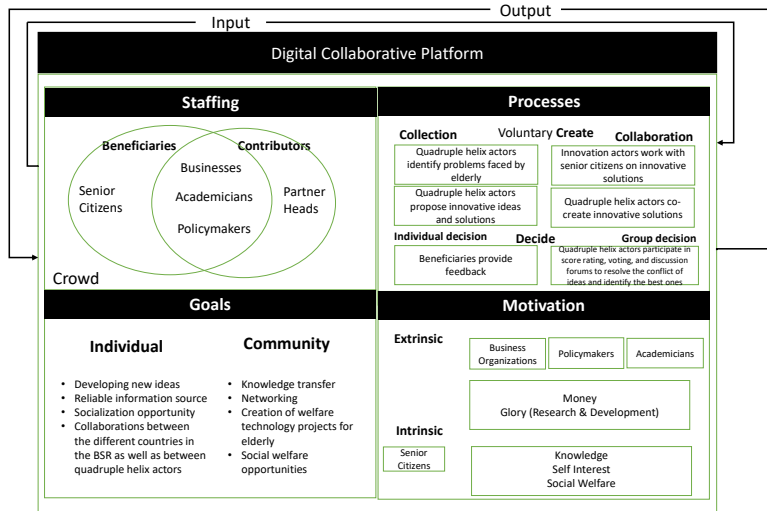 Output
Input
Digital Collaborative Platform
Staffing
Beneficiaries
Contributors
Businesses
Senior
Citizens
Academicians
Partner
Heads
Policymakers
Crowd
Processes
Voluntary Create
Collection
Collaboration
Quadruple helix actors
identify problems faced by
elderly
Innovation actors work with
senior citizens on innovative
solutions
Quadruple helix actors
propose innovative ideas
and solutions
Quadruple helix actors co-
create innovative solutions
Individual decision
Decide
Group decision
Beneficiaries provide
feedback
Quadruple helix actors participate in
score rating, voting, and discussion
forums to resolve the conflict of
ideas and identify the best ones
Goals
Individual
• Developing new ideas
• Reliable information source
• Socialization opportunity
• Collaborations between
the different countries in
the BSR as well as between
quadruple helix actors
Community
• Knowledge transfer
• Networking
• Creation of welfare
technology projects for
elderly
• Social welfare
opportunities
Motivation
Extrinsic
Business
Organizations
Policymakers
Academicians
Money
Glory (Research & Development)
Intrinsic
Senior
Citizens
Knowledge
Self Interest
Social Welfare